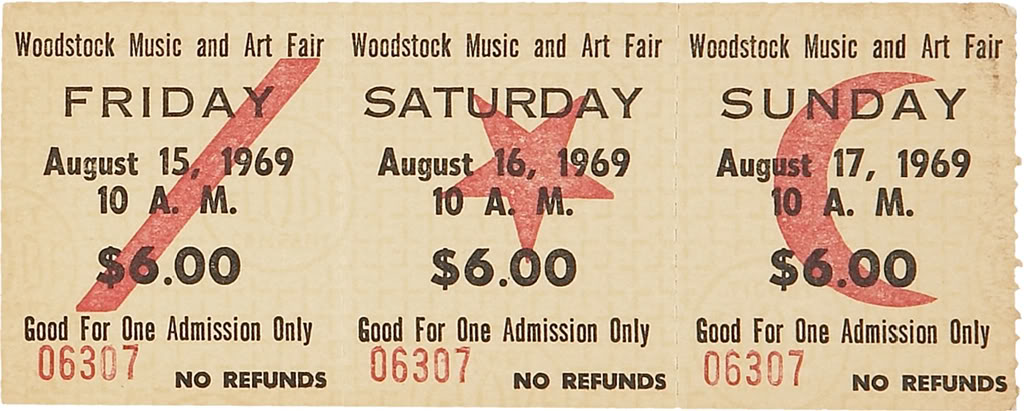 Woodstock Music and Art Fair
FRIDAY
August 15, 1969
10 A. M.
$6.00
Good For One Admission Only
06307
NO REFUNDS
Woodstock Music and Art Fair
SATURDAY
August 16, 1969
10 A. M.
$6.00
Good For One Admission Only
06307
NO REFUNDS
Woodstock Music and Art Fair
SUNDAY
August 17, 1969
10 A. M.
$6.00
Good For One Admission Only
06307
NO REFUNDS